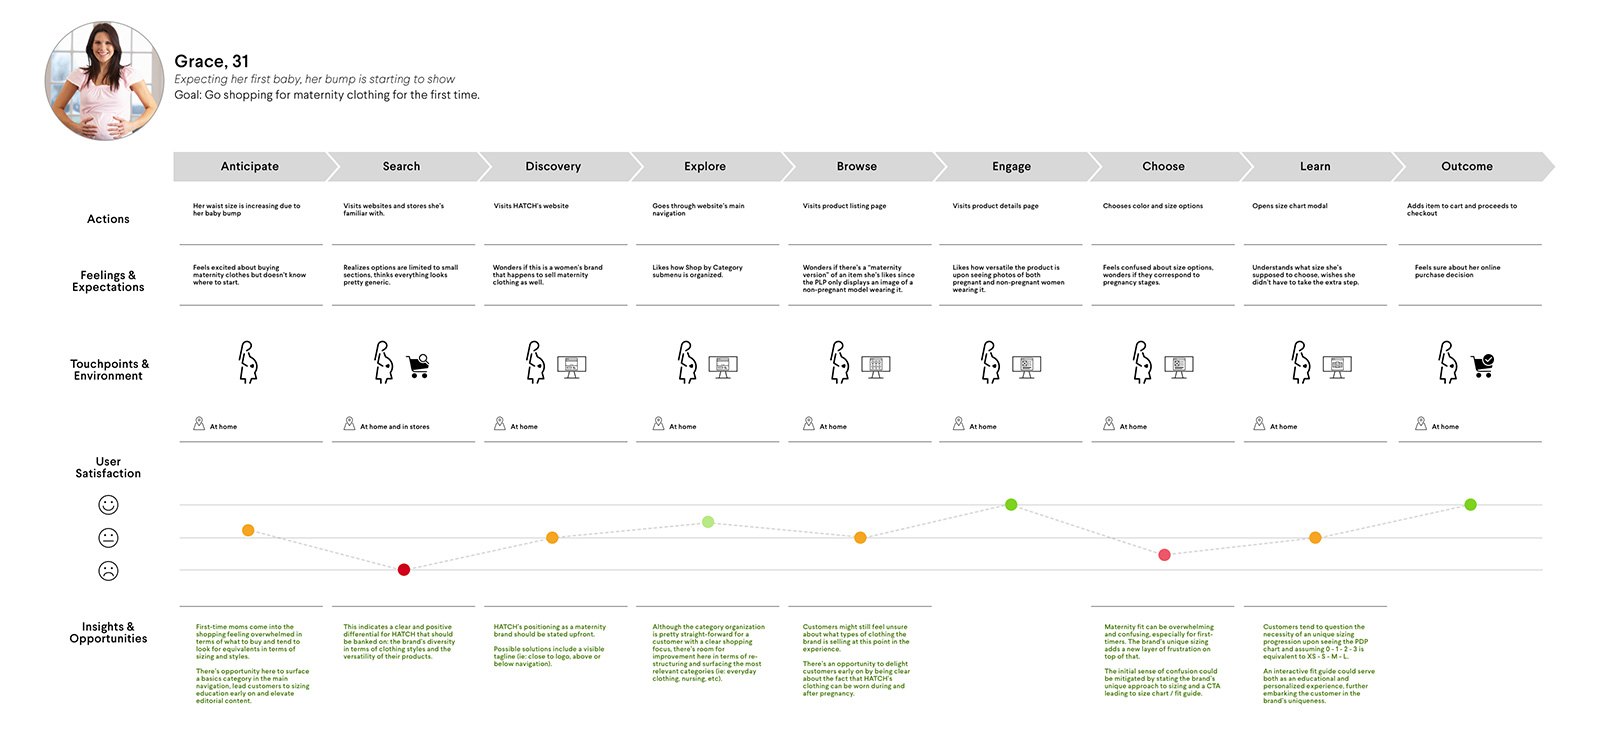 Grace, 31
Expecting her first baby, her bump is starting to show
Goal: Go shopping for maternity clothing for the first time.
Anticipate
Search
Discovery
Explore
Browse
Engage
Choose
Learn
Outcome
Actions
Her waist size is increasing due to
her baby bump
Visits websites and stores she's
familiar with.
Visits HATCH's website
Goes through website's main
navigation
Visits product listing page
Visits product details page
Chooses color and size options
Opens size chart modal
Adds item to cart and proceeds to
checkout
Feelings &
Expectations
Feels excited about buying
maternity clothes but doesn't know
where to start.
Realizes options are limited to small
sections, thinks everything looks
pretty generic.
Wonders if this is a women's brand
that happens to sell maternity
clothing as well.
Likes how Shop by Category
submenu is organized.
Wonders if there's a "maternity
version" of an item she's likes since
the PLP only displays an image of a
non-pregnant model wearing it.
Likes how versatile the product is
upon seeing photos of both
pregnant and non-pregnant women
wearing it.
Feels confused about size options,
wonders if they correspond to
pregnancy stages.
Understands what size she's
supposed to choose, wishes she
didn't have to take the extra step.
Feels sure about her online
purchase decision
Touchpoints &
Environment
At home
At home and in stores
At home
At home
At home
At home
At home
At home
At home
User
Satisfaction
Insights &
Opportunities
First-time moms come into the
shopping feeling overwhelmed in
terms of what to buy and tend to
look for equivalents in terms of
sizing and styles.
There's opportunity here to surface
a basics category in the main
navigation, lead customers to sizing
education early on and elevate
editorial content.
This indicates a clear and positive
differential for HATCH that should
be banked on: the brand's diversity
in terms of clothing styles and the
versatility of their products.
HATCH's positioning as a maternity
brand should be stated upfront.
Possible solutions include a visible
tagline (ie: close to logo, above or
below navigation).
Although the category organization
is pretty straight-forward for a
customer with a clear shopping
focus, there's room for
improvement here in terms of re-
structuring and surfacing the most
relevant categories (ie: everyday
clothing, nursing, etc).
Customers might still feel unsure
about what types of clothing the
brand is selling at this point in the
experience.
There's an opportunity to delight
customers early on by being clear
about the fact that HATCH's
clothing can be worn during and
after pregnancy.
Maternity fit can be overwhelming
and confusing, especially for first-
timers. The brand's unique sizing
adds a new layer of frustration on
top of that.
The initial sense of confusion could
be mitigated by stating the brand's
unique approach to sizing and a CTA
leading to size chart / fit guide.
Customers tend to question the
necessity of an unique sizing
progression upon seeing the PDP
chart and assuming 0 - 1 - 2 - 3 is
equivalent to XS - S - M - L.
An interactive fit guide could serve
both as an educational and
personalized experience, further
embarking the customer in the
brand's uniqueness.